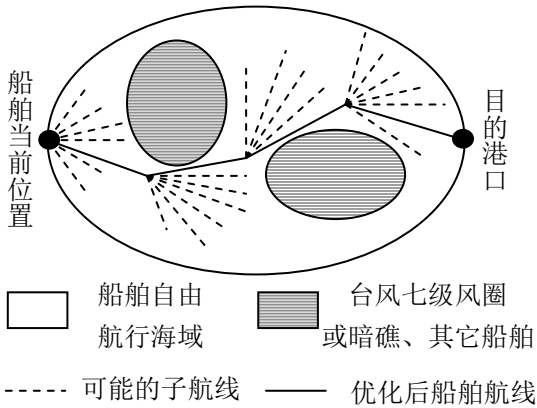 船舶当前位置
目的港口
船舶自由
航行海域
台风七级风圈
或暗礁、其它船舶
可能的子航线
优化后船舶航线